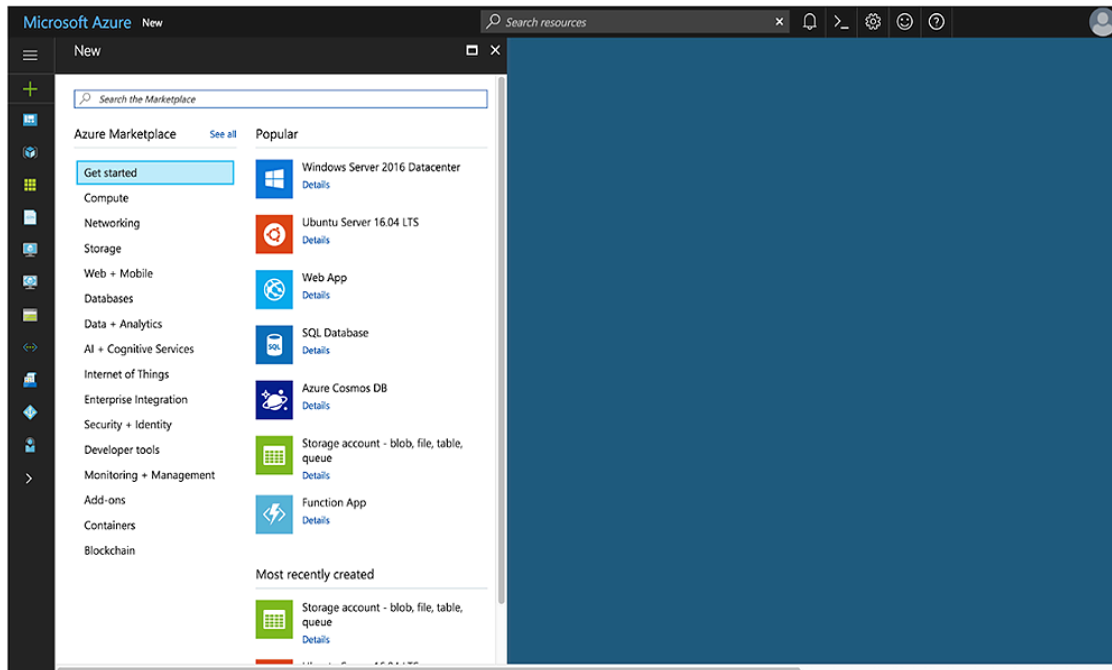 Microsoft Azure New
Search resources
New
Search the Marketplace
Azure Marketplace See all
Get started
Compute
Networking
Storage
Web + Mobile
Databases
Data + Analytics
AI + Cognitive Services
Internet of Things
Enterprise Integration
Security + Identity
Developer tools
Monitoring + Management
Add-ons
Containers
Blockchain
Popular
Windows Server 2016 Datacenter
Details
Ubuntu Server 16.04 LTS
Details
Web App
Details
SQL
SQL Database
Details
Azure Cosmos DB
Details
Storage account - blob, file, table,
queue
Details
Function App
Details
Most recently created
Storage account - blob, file, table,
queue
Details